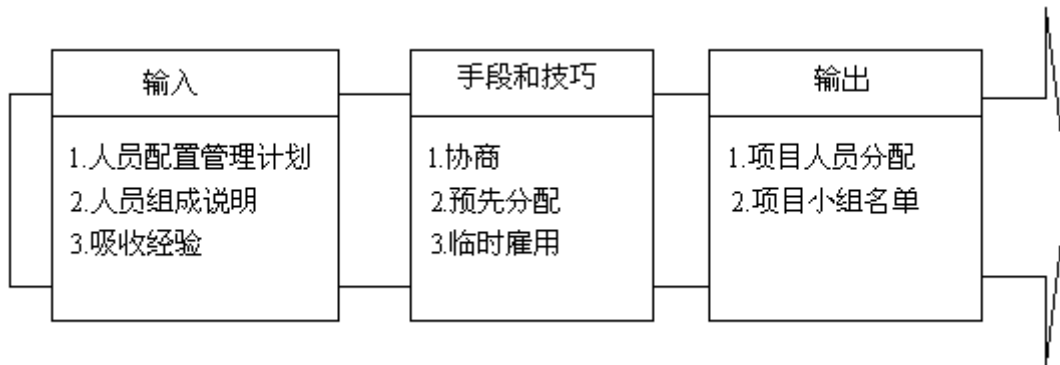 输入
1.人员配置管理计划
2.人员组成说明
3.吸收经验
手段和技巧
1.协商
2.预先分配
3.临时雇用
输出
1.项目人员分配
2.项目小组名单